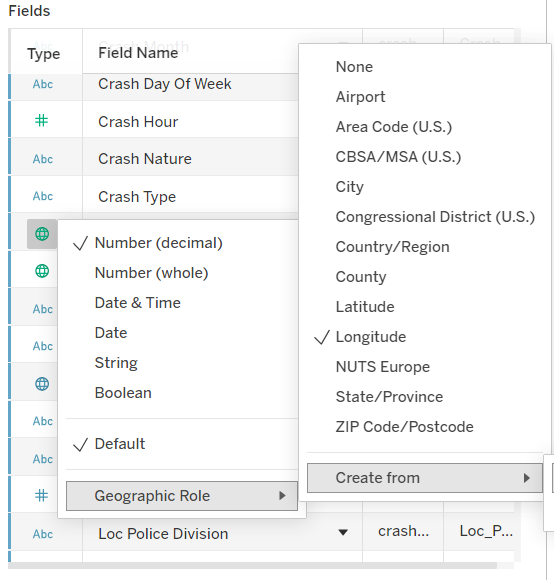 Fields
Type
Field Name
Abc
Crash Day Of Week
#
Crash Hour
Abc
Crash Nature
Abc
Crash Type
Number (decimal)
Number (whole)
Date & Time
Date
String
Boolean
Default
Geographic Role
None
Airport
Area Code (U.S.)
CBSA/MSA (U.S.)
City
Congressional District (U.S.)
Country/Region
County
Latitude
Longitude
NUTS Europe
State/Province
ZIP Code/Postcode
Create from
Abc
Abc
Abc
Abc
#
Abc
Loc Police Division
crash...
Loc_P...